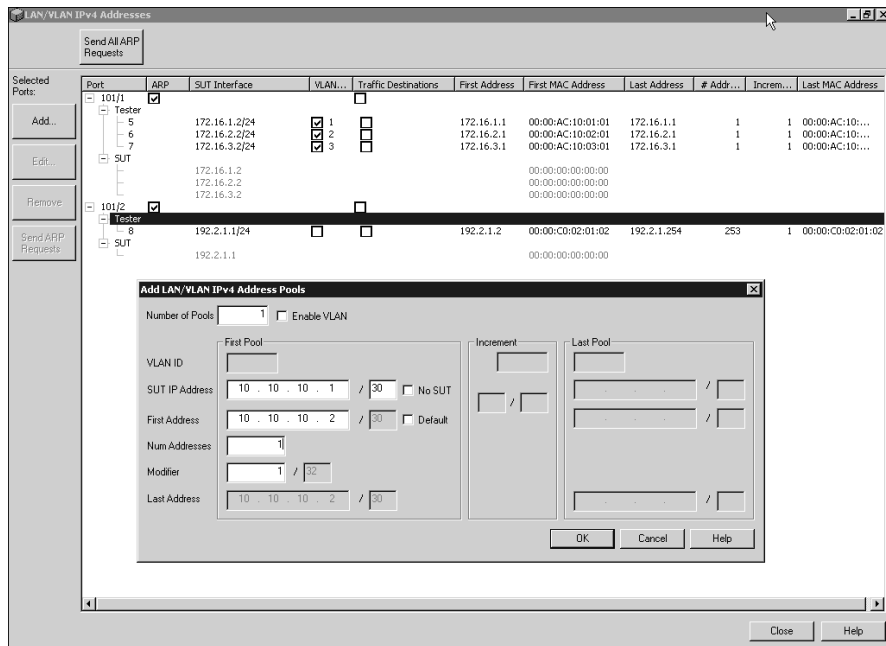 LAN/VLAN IPv4 Addresses
Send All ARP
Requests
Selected
Ports:
Add...
Edit...
Remove
Send ARP
Requests
Port ARP SUT Interface VLAN... Traffic Destinations First Address First MAC Address Last Address # Addr... Increm... Last MAC Address
101/1
Tester
5 172.16.1.2/24 1 172.16.1.1 00:00:AC:10:01:01 172.16.1.1 1 1 00:00:AC:10:...
6 172.16.2.2/24 2 172.16.2.1 00:00:AC:10:02:01 172.16.2.1 1 1 00:00:AC:10:...
7 172.16.3.2/24 3 172.16.3.1 00:00:AC:10:03:01 172.16.3.1 1 1 00:00:AC:10:...
SUT
172.16.1.2 00:00:00:00:00:00
172.16.2.2 00:00:00:00:00:00
172.16.3.2 00:00:00:00:00:00
101/2
Tester
8 192.2.1.1/24 192.2.1.2 00:00:C0:02:01:02 192.2.1.254 253 1 00:00:C0:02:01:02
SUT
192.2.1.1 00:00:00:00:00:00
Add LAN/VLAN IPv4 Address Pools
Number of Pools 1 Enable VLAN
First Pool Increment Last Pool
VLAN ID
SUT IP Address 10 . 10 . 10 . 1 / 30 No SUT . . . /
First Address 10 . 10 . 10 . 2 / 30 Default / . . . /
Num Addresses 1
Modifier 1 / 32
Last Address 10 . 10 . 10 . 2 / 30 . . . /
OK Cancel Help
Close Help